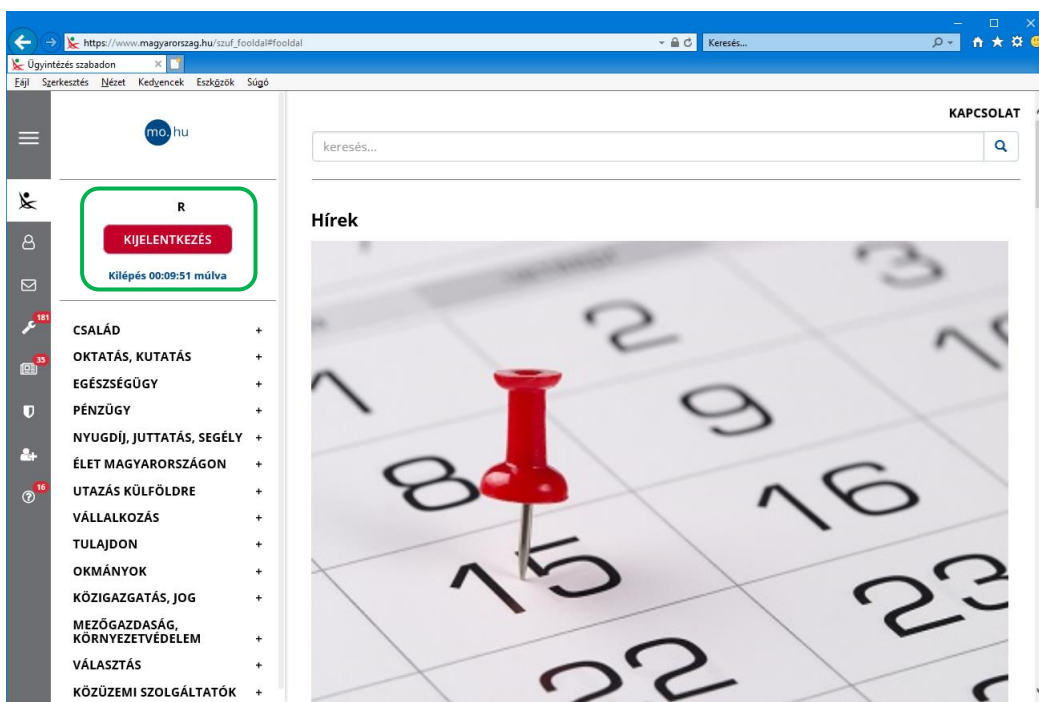 https://www.magyarorszag.hu/szuf_fooldal#fooldal
Keresés...
Ügyintézés szabadon
Fájl Szerkesztés Nézet Kedvencek Eszközök Súgó
mo.hu
KAPCSOLAT
keresés...
R
KIJELENTKEZÉS
Kilépés 00:09:51 múlva
Hírek
181
35
16
CSALÁD +
OKTATÁS, KUTATÁS +
EGÉSZSÉGÜGY +
PÉNZÜGY +
NYUGDÍJ, JUTTATÁS, SEGÉLY +
ÉLET MAGYARORSZÁGON +
UTAZÁS KÜLFÖLDRE +
VÁLLALKOZÁS +
TULAJDON +
OKMÁNYOK +
KÖZIGAZGATÁS, JOG +
MEZŐGAZDASÁG,
KÖRNYEZETVÉDELEM +
VÁLASZTÁS +
KÖZÜZEMI SZOLGÁLTATÓK +
1 2
8 9
15 16
22 23